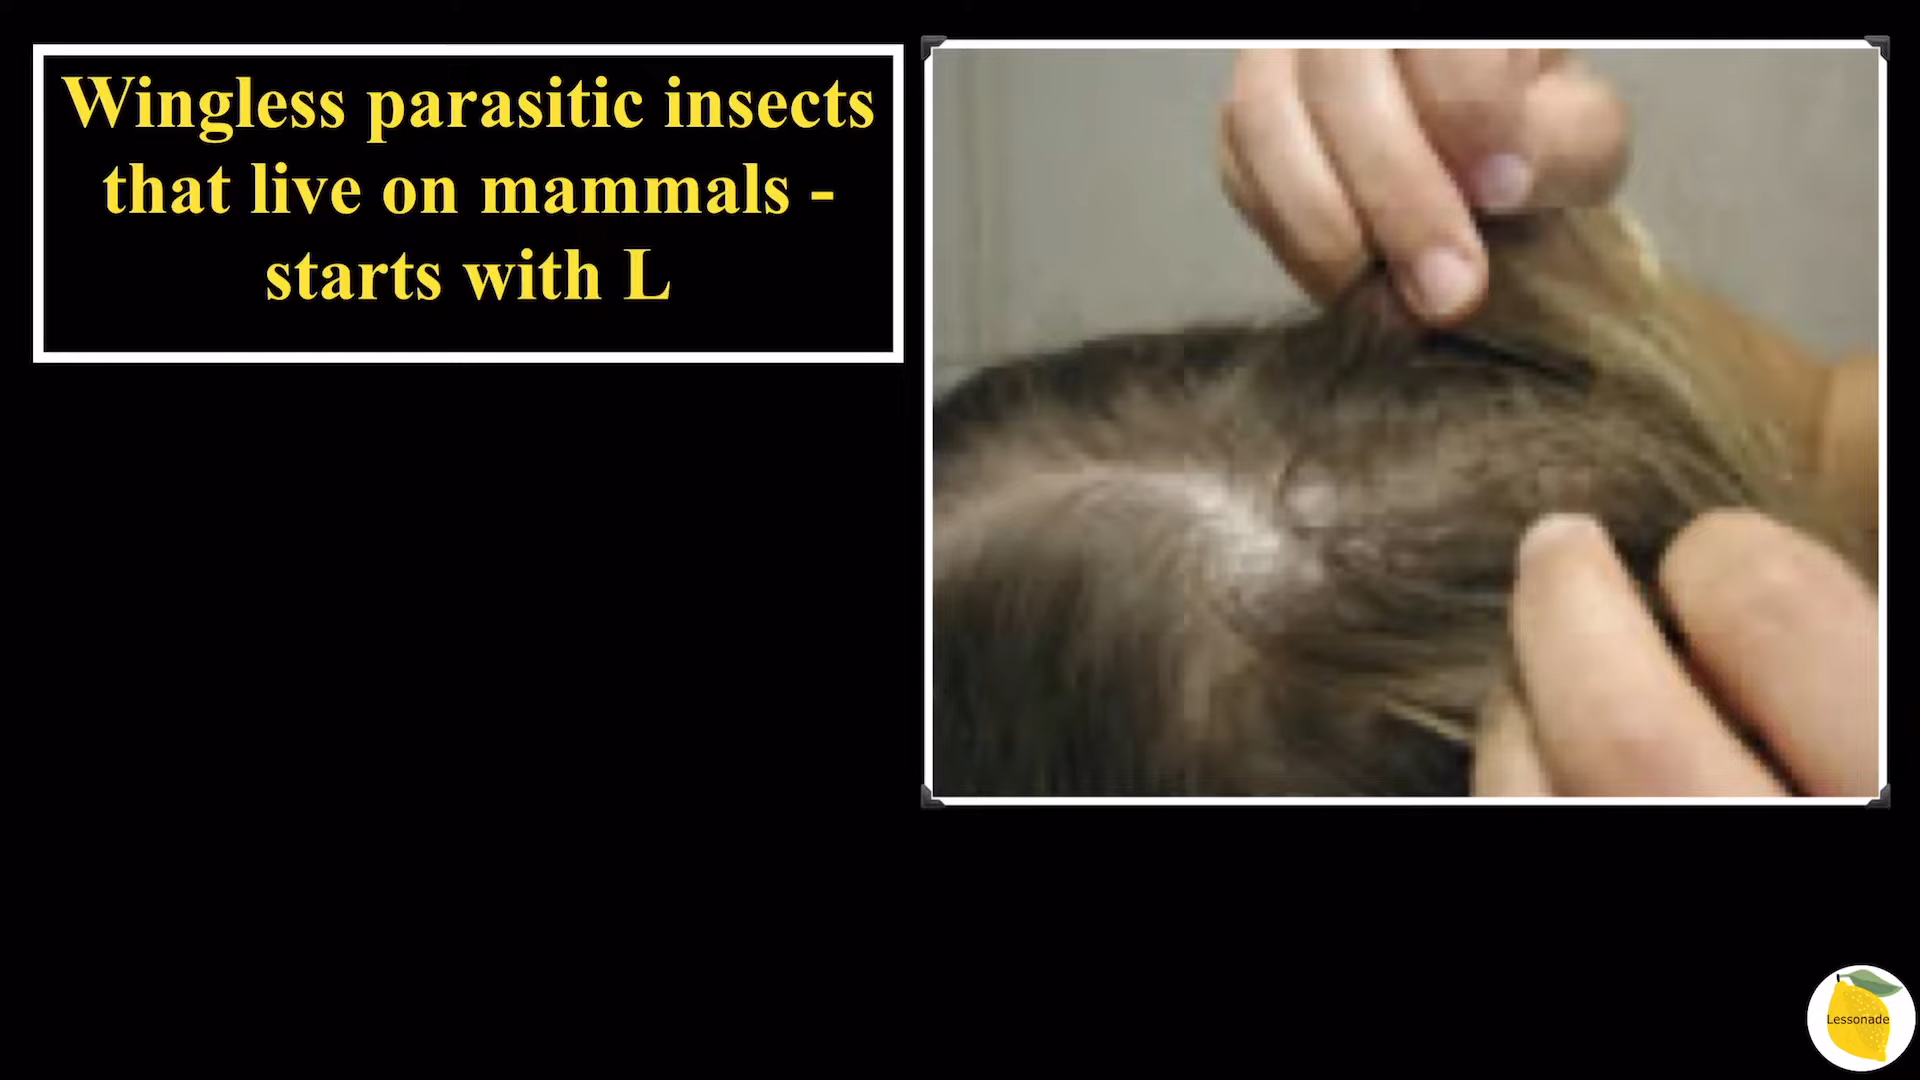 Wingless parasitic insects
that live on mammals -
starts with L
Lessonade